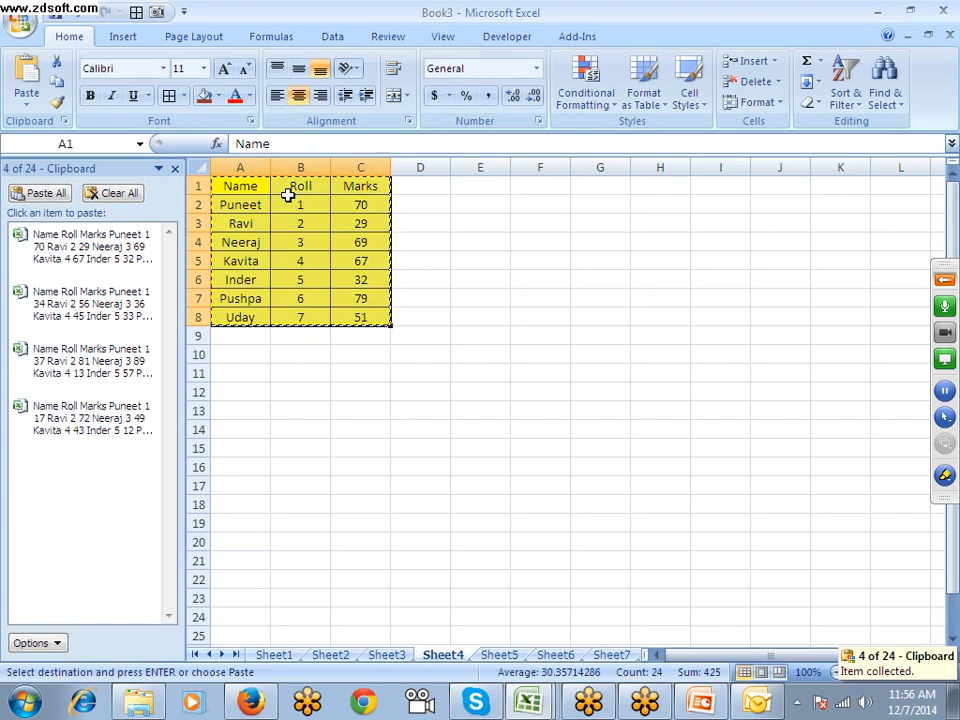 www.zdsoft.com
Book3 - Microsoft Excel
Home Insert Page Layout Formulas Data Review View Developer Add-Ins
Paste
Calibri 11 A A
B I U A
General
$ % ,
Conditional Formatting
Format as Table
Cell Styles
Insert
Delete
Format
Σ
Sort & Filter
Find & Select
Clipboard Font Alignment Number Styles Cells Editing
A1 fx Name
4 of 24 - Clipboard
Paste All Clear All
Click an item to paste:
Name Roll Marks Puneet 1
70 Ravi 2 29 Neeraj 3 69
Kavita 4 67 Inder 5 32 P...
Name Roll Marks Puneet 1
34 Ravi 2 56 Neeraj 3 36
Kavita 4 45 Inder 5 33 P...
Name Roll Marks Puneet 1
37 Ravi 2 81 Neeraj 3 89
Kavita 4 13 Inder 5 57 P...
Name Roll Marks Puneet 1
17 Ravi 2 72 Neeraj 3 49
Kavita 4 43 Inder 5 12 P...
Options
A B C D E F G H I J K L
1 Name Roll Marks
2 Puneet 1 70
3 Ravi 2 29
4 Neeraj 3 69
5 Kavita 4 67
6 Inder 5 32
7 Pushpa 6 79
8 Uday 7 51
9
10
11
12
13
14
15
16
17
18
19
20
21
22
23
24
25
Sheet1 Sheet2 Sheet3 Sheet4 Sheet5 Sheet6 Sheet7
Select destination and press ENTER or choose Paste Average: 30.35714286 Count: 24 Sum: 425 100%
4 of 24 - Clipboard
Item collected.
11:56 AM
12/7/2014